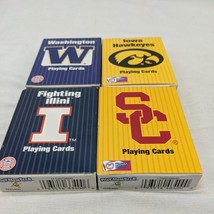 Washington
W
Playing Cards
Iowa
Hawkeyes
Playing Cards
Fighting
Illini
I
Playing Cards
SC
Playing Cards